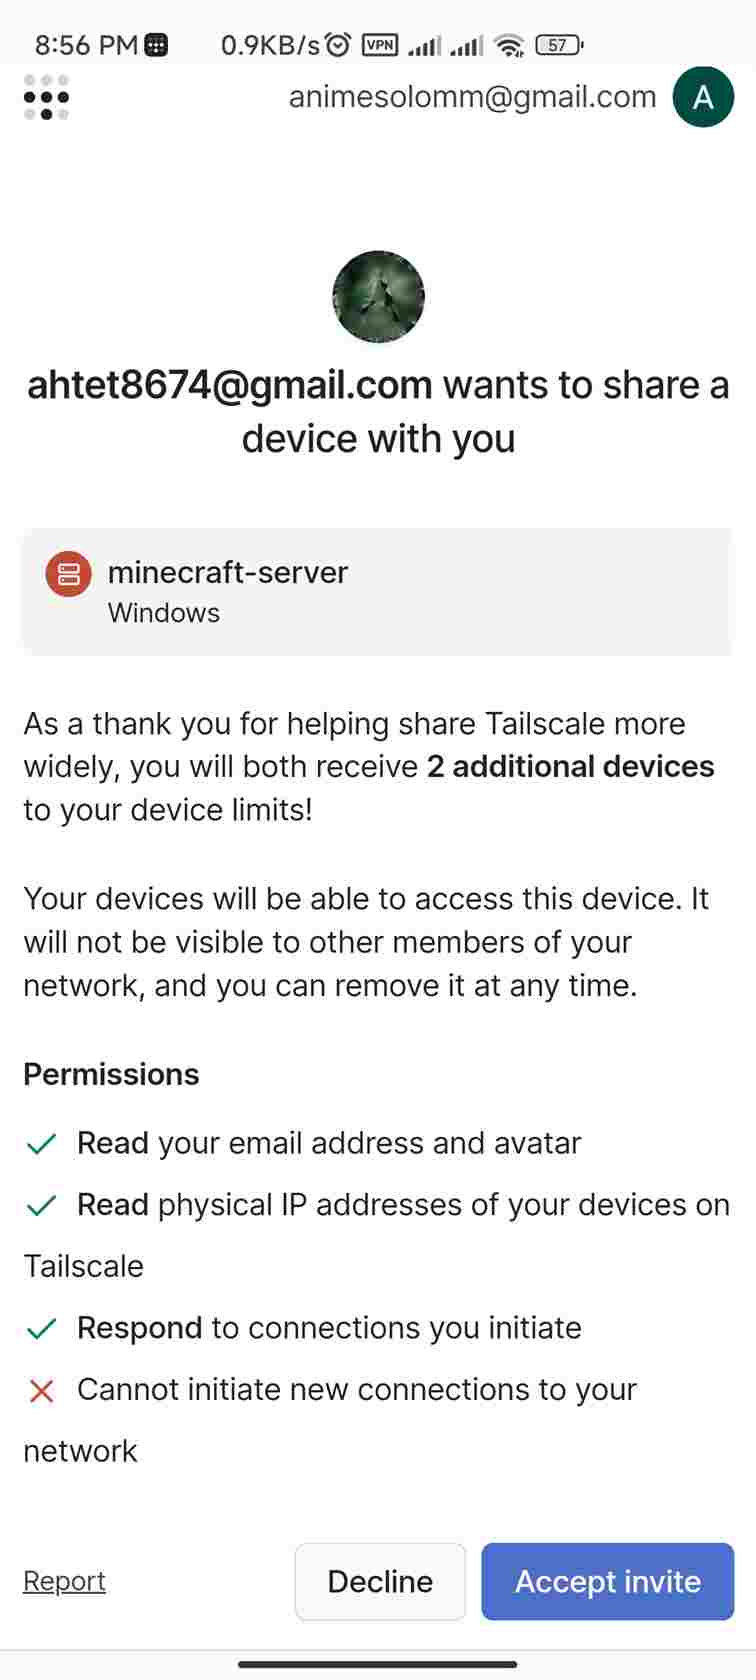 8:56 PM 0.9KB/s VPN 57
animesolomm@gmail.com A
ahtet8674@gmail.com wants to share a
device with you
minecraft-server
Windows
As a thank you for helping share Tailscale more
widely, you will both receive 2 additional devices
to your device limits!
Your devices will be able to access this device. It
will not be visible to other members of your
network, and you can remove it at any time.
Permissions
Read your email address and avatar
Read physical IP addresses of your devices on
Tailscale
Respond to connections you initiate
Cannot initiate new connections to your
network
Report Decline Accept invite